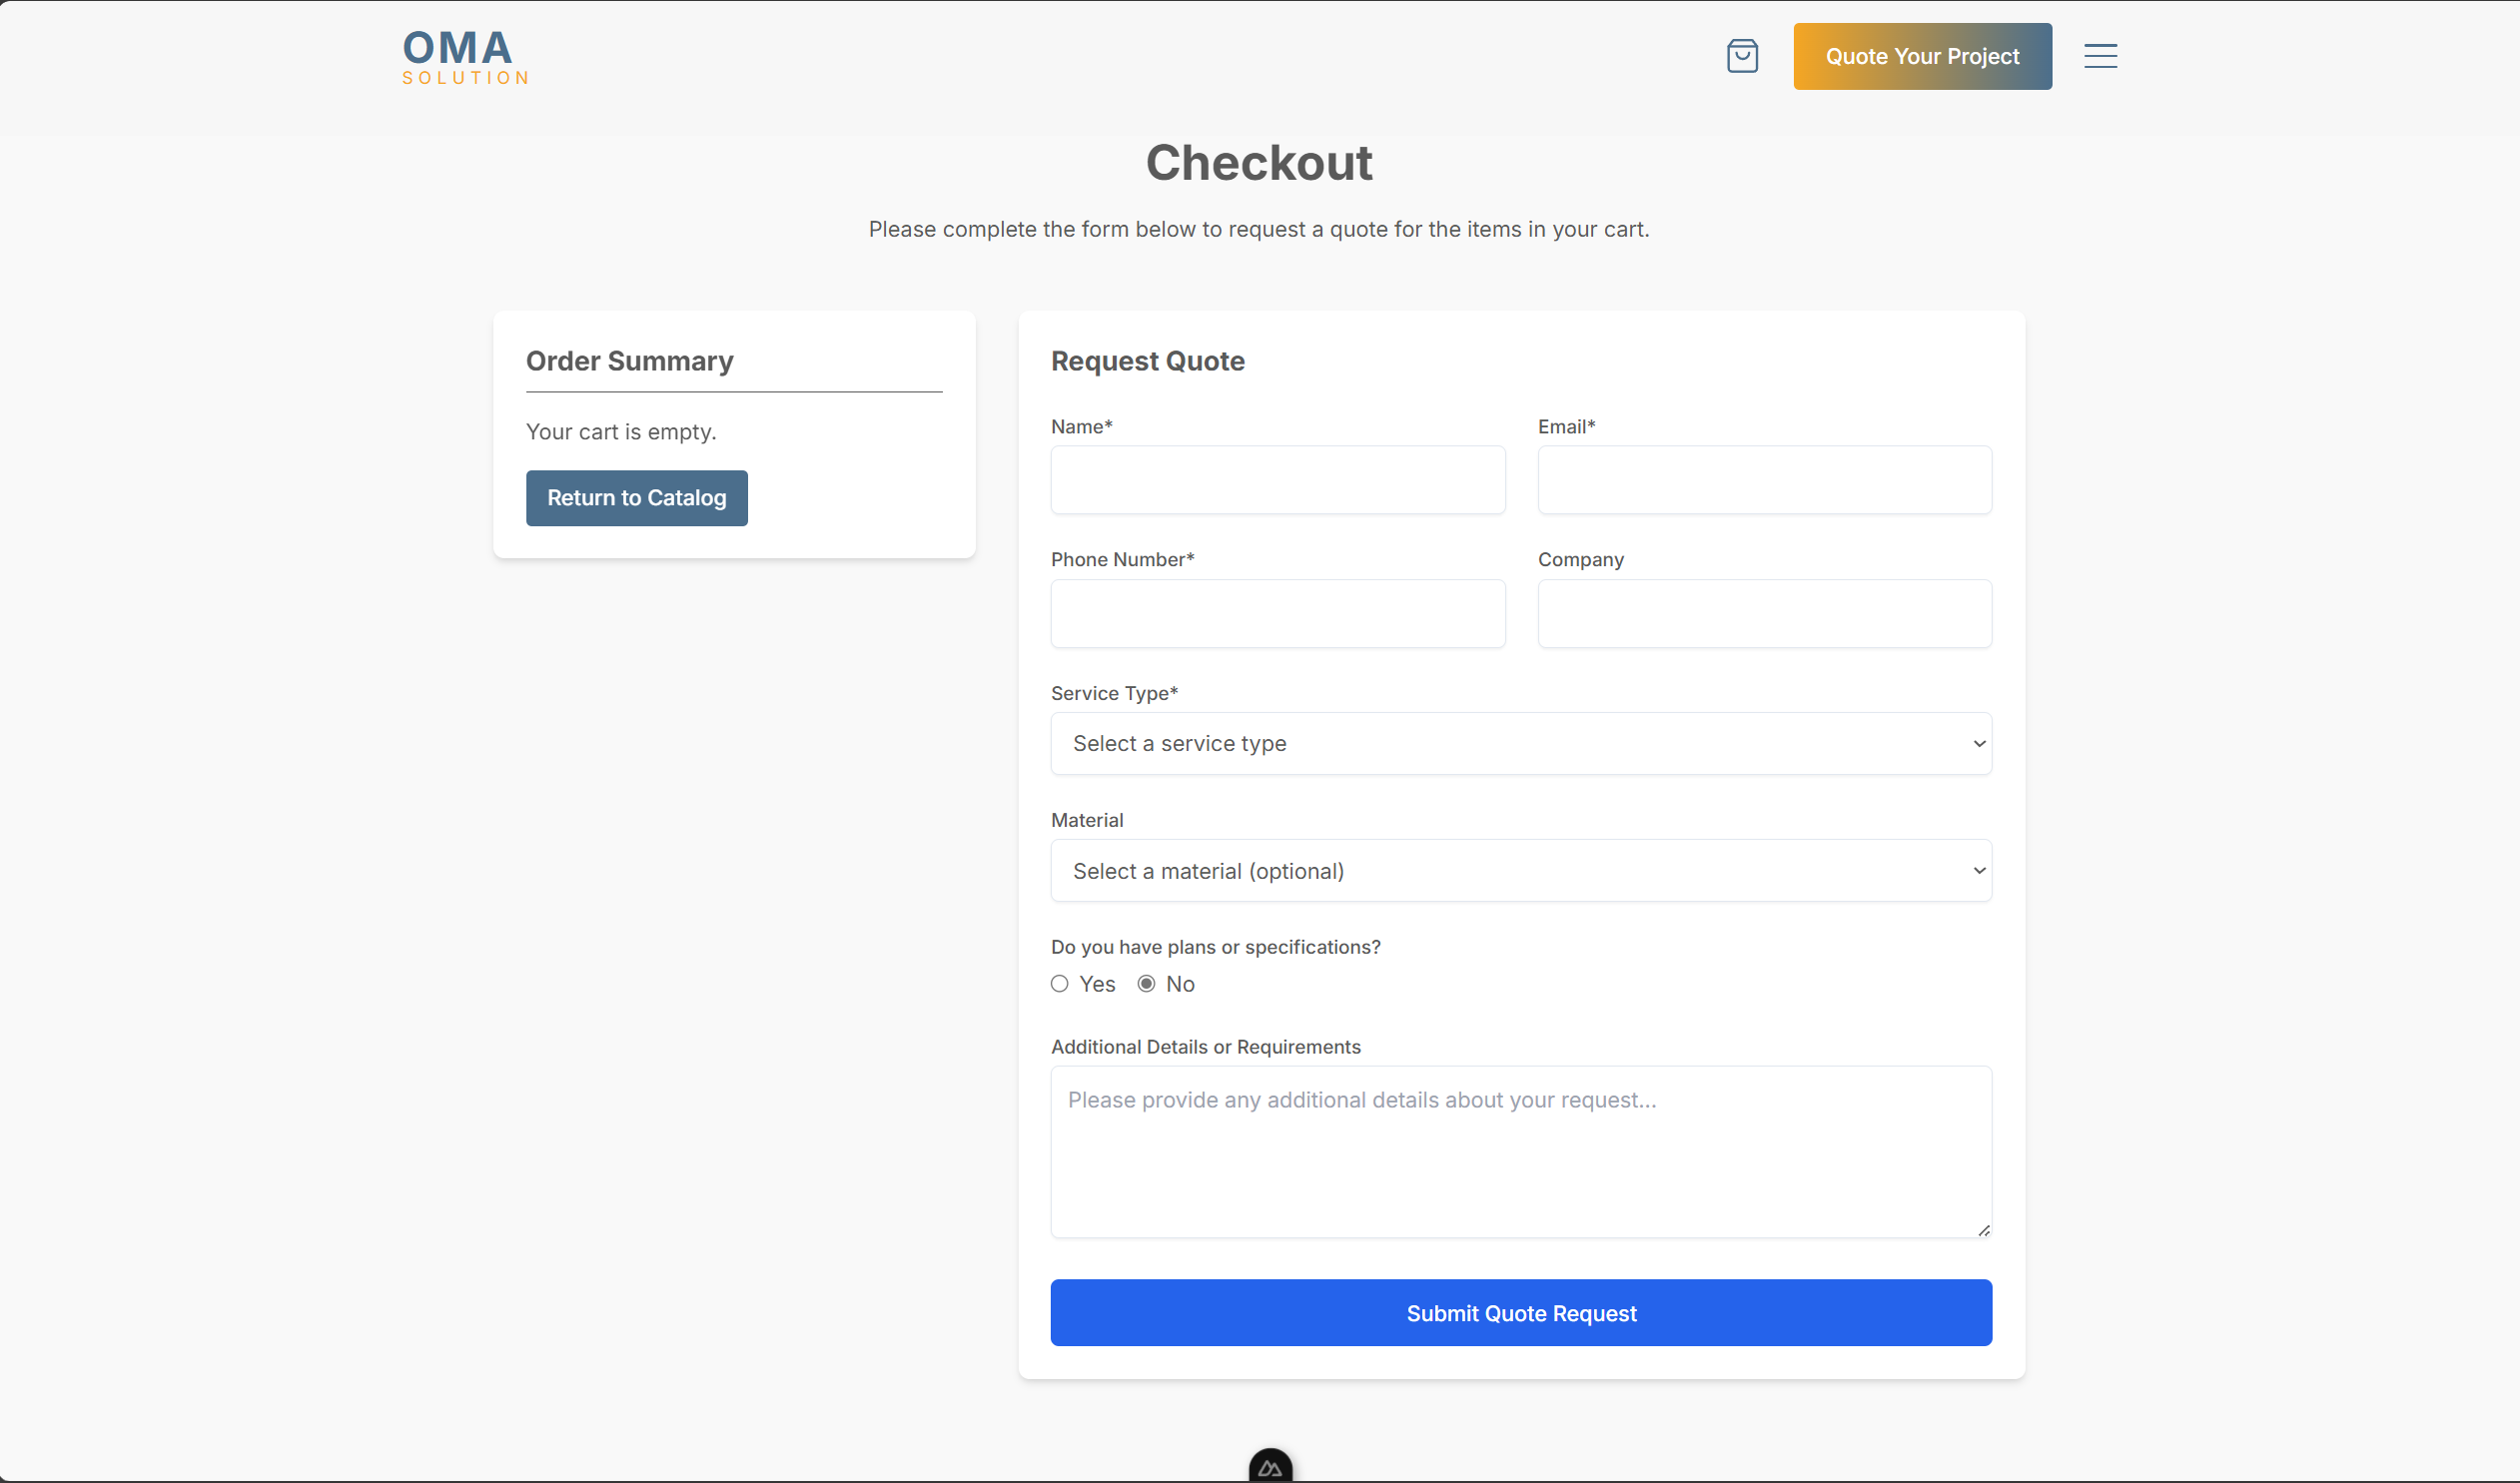 OMA
SOLUTION
Quote Your Project
Checkout
Please complete the form below to request a quote for the items in your cart.
Order Summary
Your cart is empty.
Return to Catalog
Request Quote
Name*
Email*
Phone Number*
Company
Service Type*
Select a service type
Material
Select a material (optional)
Do you have plans or specifications?
Yes
No
Additional Details or Requirements
Please provide any additional details about your request...
Submit Quote Request